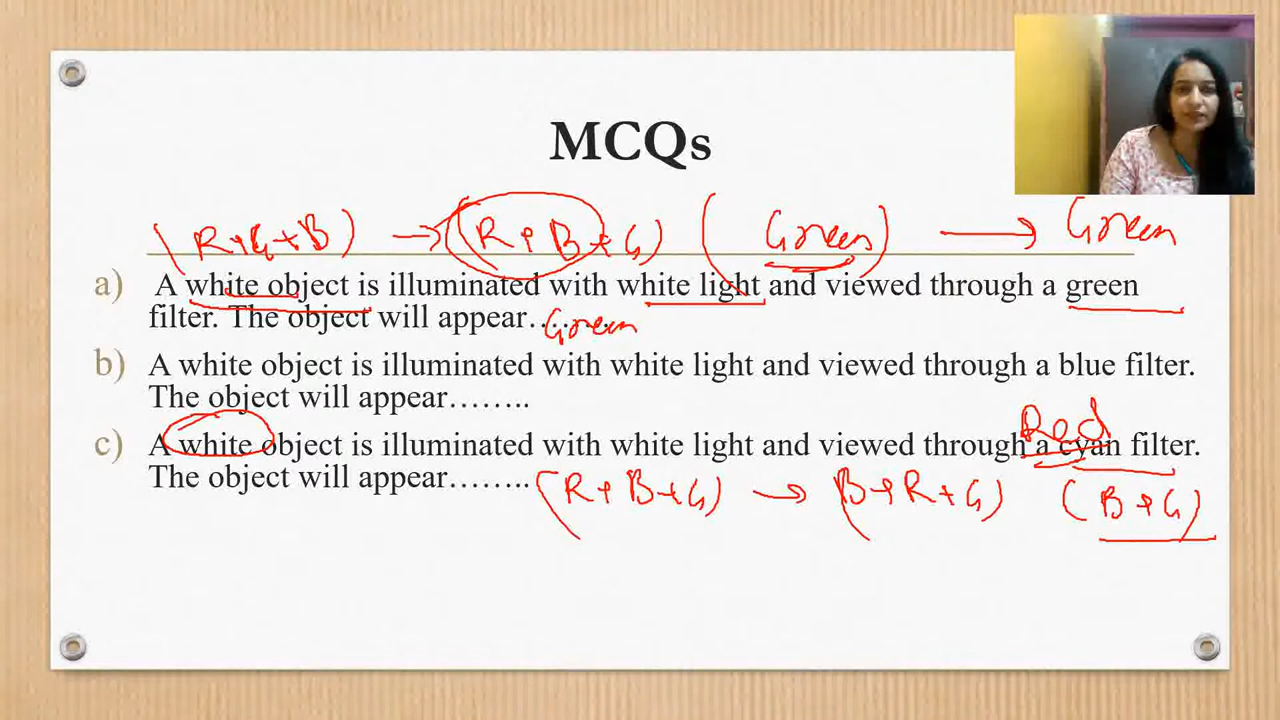 MCQs
(R+G+B) → (R+B+G) (Green) → Green
a) A white object is illuminated with white light and viewed through a green
filter. The object will appear……..
Green
b) A white object is illuminated with white light and viewed through a blue filter.
The object will appear……..
Red
c) A white object is illuminated with white light and viewed through a cyan filter.
The object will appear……..
(R+B+G) → B+R+G) (B+G)